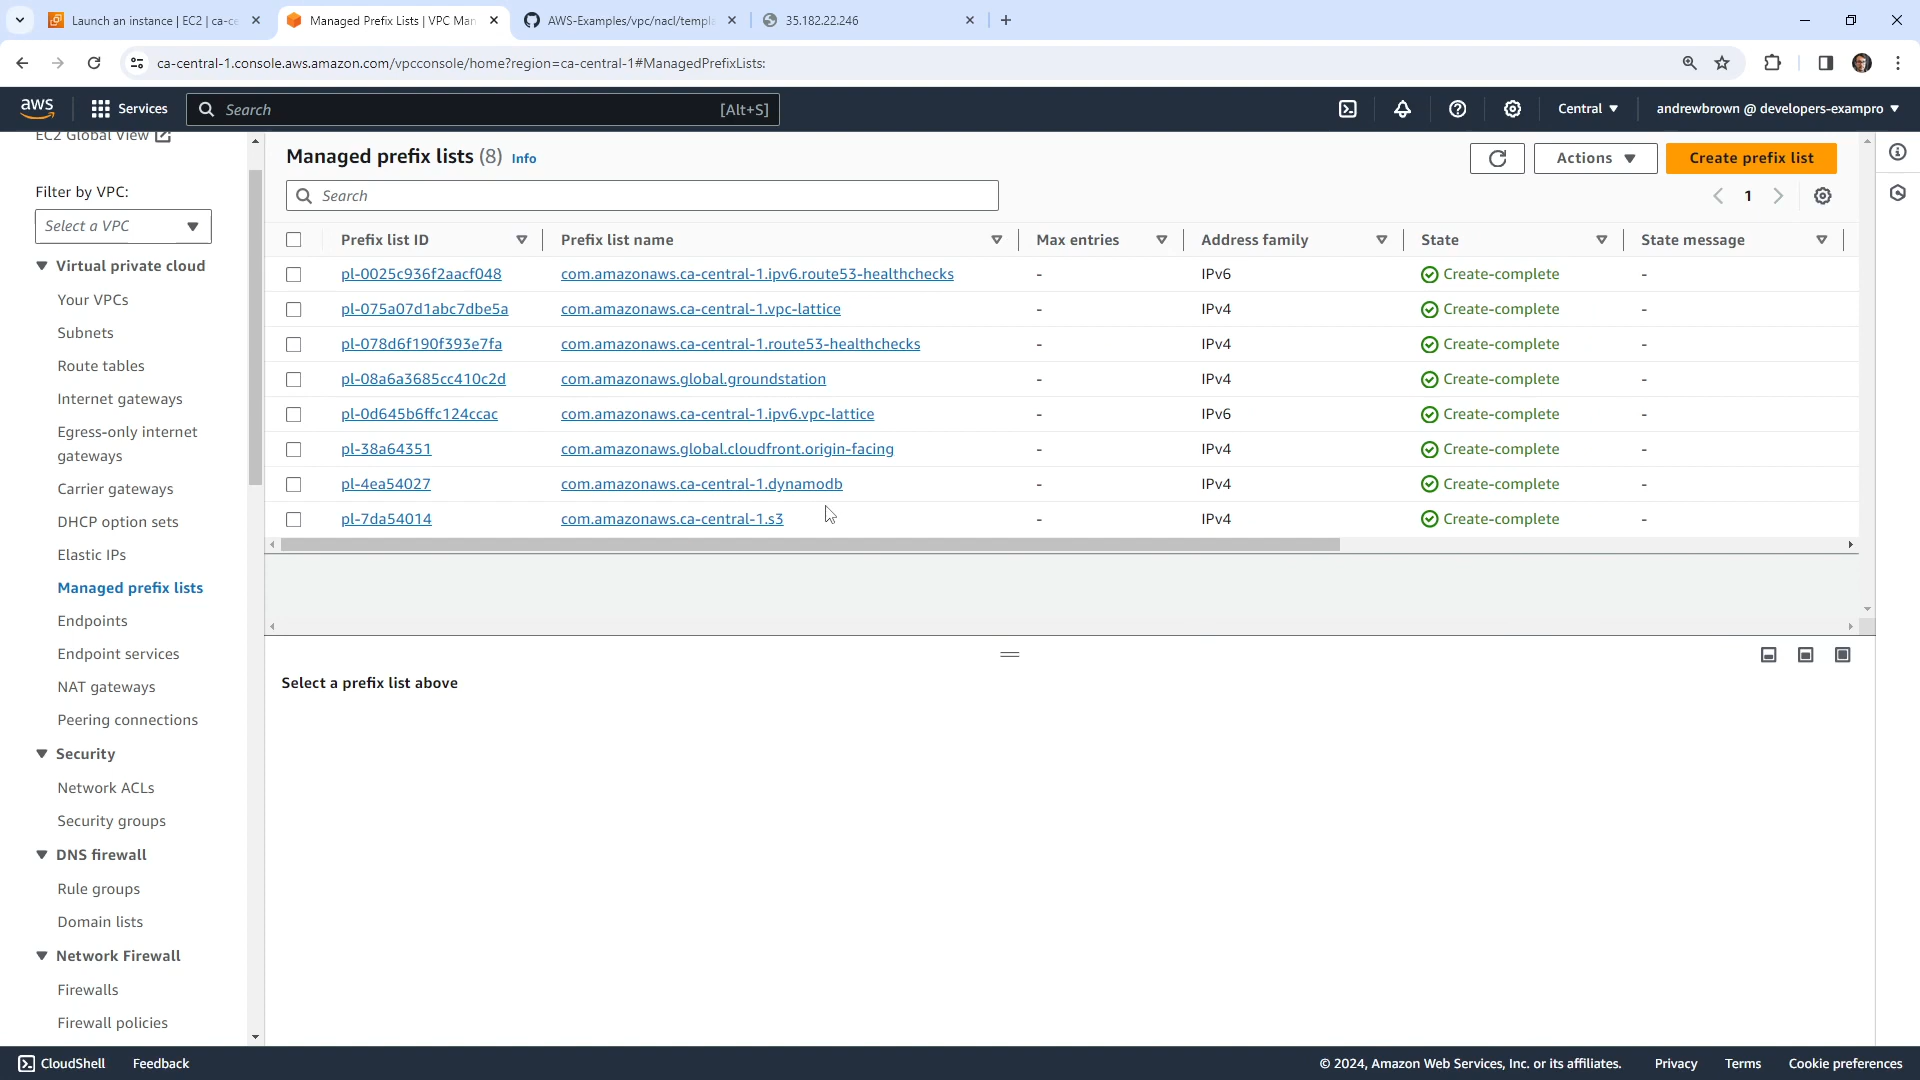 Launch an instance | EC2 | ca-ce
Managed Prefix Lists | VPC Man
AWS-Examples/vpc/nacl/templa
35.182.22.246
ca-central-1.console.aws.amazon.com/vpcconsole/home?region=ca-central-1#ManagedPrefixLists:
aws
Services
Search
[Alt+S]
Central
andrewbrown @ developers-exampro
EC2 Global View
Filter by VPC:
Select a VPC
Virtual private cloud
Your VPCs
Subnets
Route tables
Internet gateways
Egress-only internet
gateways
Carrier gateways
DHCP option sets
Elastic IPs
Managed prefix lists
Endpoints
Endpoint services
NAT gateways
Peering connections
Security
Network ACLs
Security groups
DNS firewall
Rule groups
Domain lists
Network Firewall
Firewalls
Firewall policies
Managed prefix lists (8) Info
Actions
Create prefix list
Search
1
Prefix list ID Prefix list name Max entries Address family State State message
pl-0025c936f2aacf048 com.amazonaws.ca-central-1.ipv6.route53-healthchecks - IPv6 Create-complete -
pl-075a07d1abc7dbe5a com.amazonaws.ca-central-1.vpc-lattice - IPv4 Create-complete -
pl-078d6f190f393e7fa com.amazonaws.ca-central-1.route53-healthchecks - IPv4 Create-complete -
pl-08a6a3685cc410c2d com.amazonaws.global.groundstation - IPv4 Create-complete -
pl-0d645b6ffc124ccac com.amazonaws.ca-central-1.ipv6.vpc-lattice - IPv6 Create-complete -
pl-38a64351 com.amazonaws.global.cloudfront.origin-facing - IPv4 Create-complete -
pl-4ea54027 com.amazonaws.ca-central-1.dynamodb - IPv4 Create-complete -
pl-7da54014 com.amazonaws.ca-central-1.s3 - IPv4 Create-complete -
Select a prefix list above
CloudShell
Feedback
© 2024, Amazon Web Services, Inc. or its affiliates.
Privacy
Terms
Cookie preferences